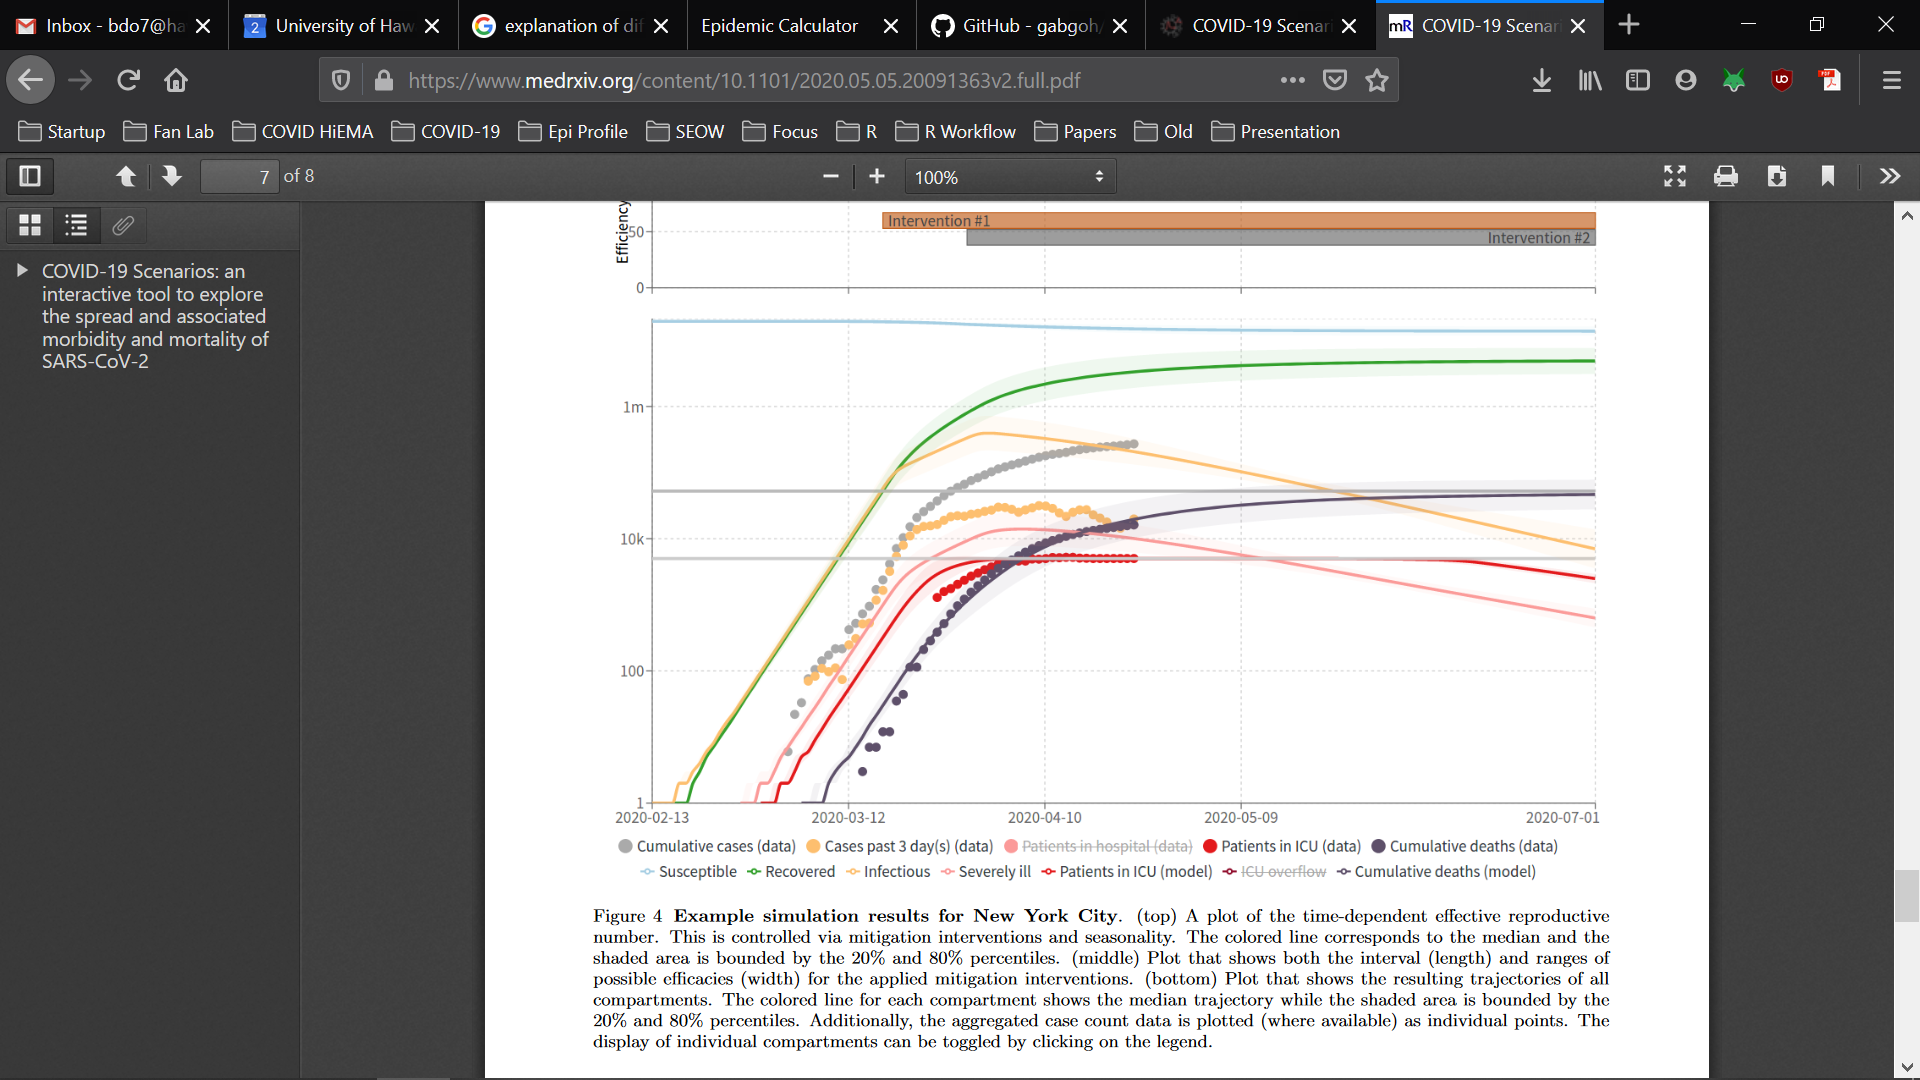 Inbox - bdo7@ha
2
University of Haw
explanation of dif
Epidemic Calculator
GitHub - gabgoh/
COVID-19 Scenari
mR
COVID-19 Scenari
https://www.medrxiv.org/content/10.1101/2020.05.05.20091363v2.full.pdf
Startup
Fan Lab
COVID HiEMA
COVID-19
Epi Profile
SEOW
Focus
R
R Workflow
Papers
Old
Presentation
7 of 8
100%
COVID-19 Scenarios: an
interactive tool to explore
the spread and associated
morbidity and mortality of
SARS-CoV-2
Efficiency
50
0
Intervention #1
Intervention #2
1m
10k
100
1
2020-02-13
2020-03-12
2020-04-10
2020-05-09
2020-07-01
Cumulative cases (data) Cases past 3 day(s) (data) Patients in hospital (data) Patients in ICU (data) Cumulative deaths (data)
Susceptible Recovered Infectious Severely ill Patients in ICU (model) ICU overflow Cumulative deaths (model)
Figure 4 Example simulation results for New York City. (top) A plot of the time-dependent effective reproductive
number. This is controlled via mitigation interventions and seasonality. The colored line corresponds to the median and the
shaded area is bounded by the 20% and 80% percentiles. (middle) Plot that shows both the interval (length) and ranges of
possible efficacies (width) for the applied mitigation interventions. (bottom) Plot that shows the resulting trajectories of all
compartments. The colored line for each compartment shows the median trajectory while the shaded area is bounded by the
20% and 80% percentiles. Additionally, the aggregated case count data is plotted (where available) as individual points. The
display of individual compartments can be toggled by clicking on the legend.